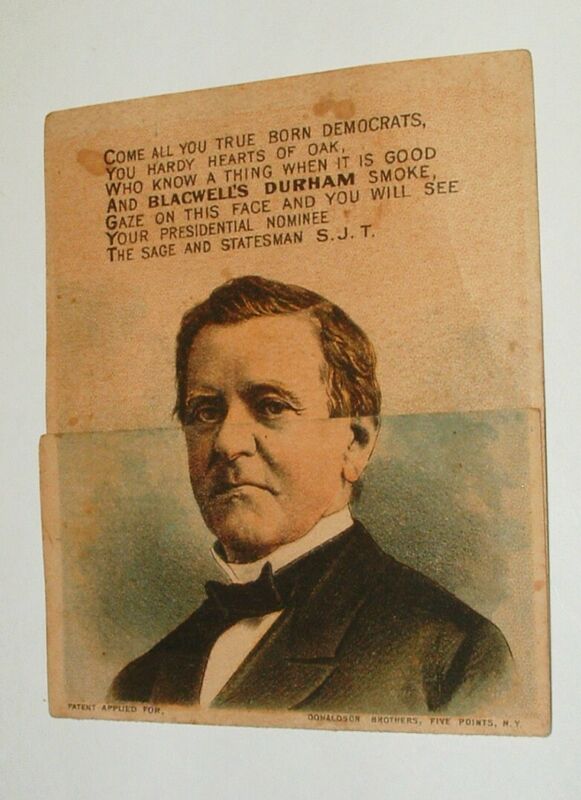 COME ALL YOU TRUE BORN DEMOCRATS,
YOU HARDY HEARTS OF OAK,
WHO KNOW A THING WHEN IT IS GOOD
AND BLACWELL'S DURHAM SMOKE,
GAZE ON THIS FACE AND YOU WILL SEE
YOUR PRESIDENTIAL NOMINEE
THE SAGE AND STATESMAN S.J.T.
PATENT APPLIED FOR.
DONALDSON BROTHERS, FIVE POINTS, N.Y.